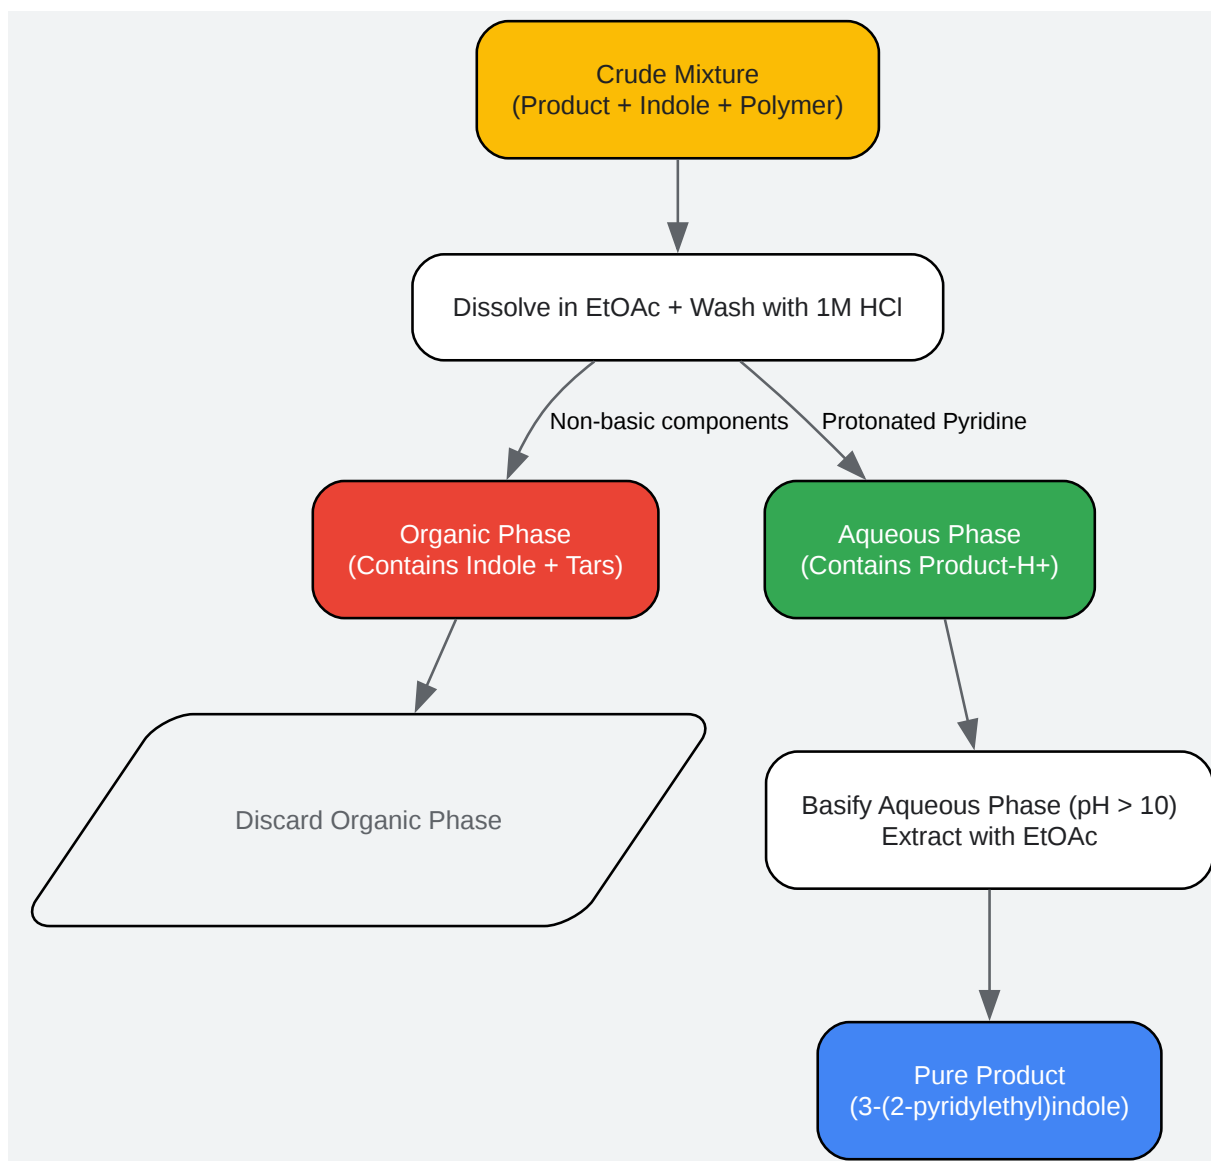 Crude Mixture
(Product + Indole + Polymer)
Dissolve in EtOAc + Wash with 1M HCl
Non-basic components
Protonated Pyridine
Organic Phase
(Contains Indole + Tars)
Aqueous Phase
(Contains Product-H+)
Discard Organic Phase
Basify Aqueous Phase (pH > 10)
Extract with EtOAc
Pure Product
(3-(2-pyridylethyl)indole)